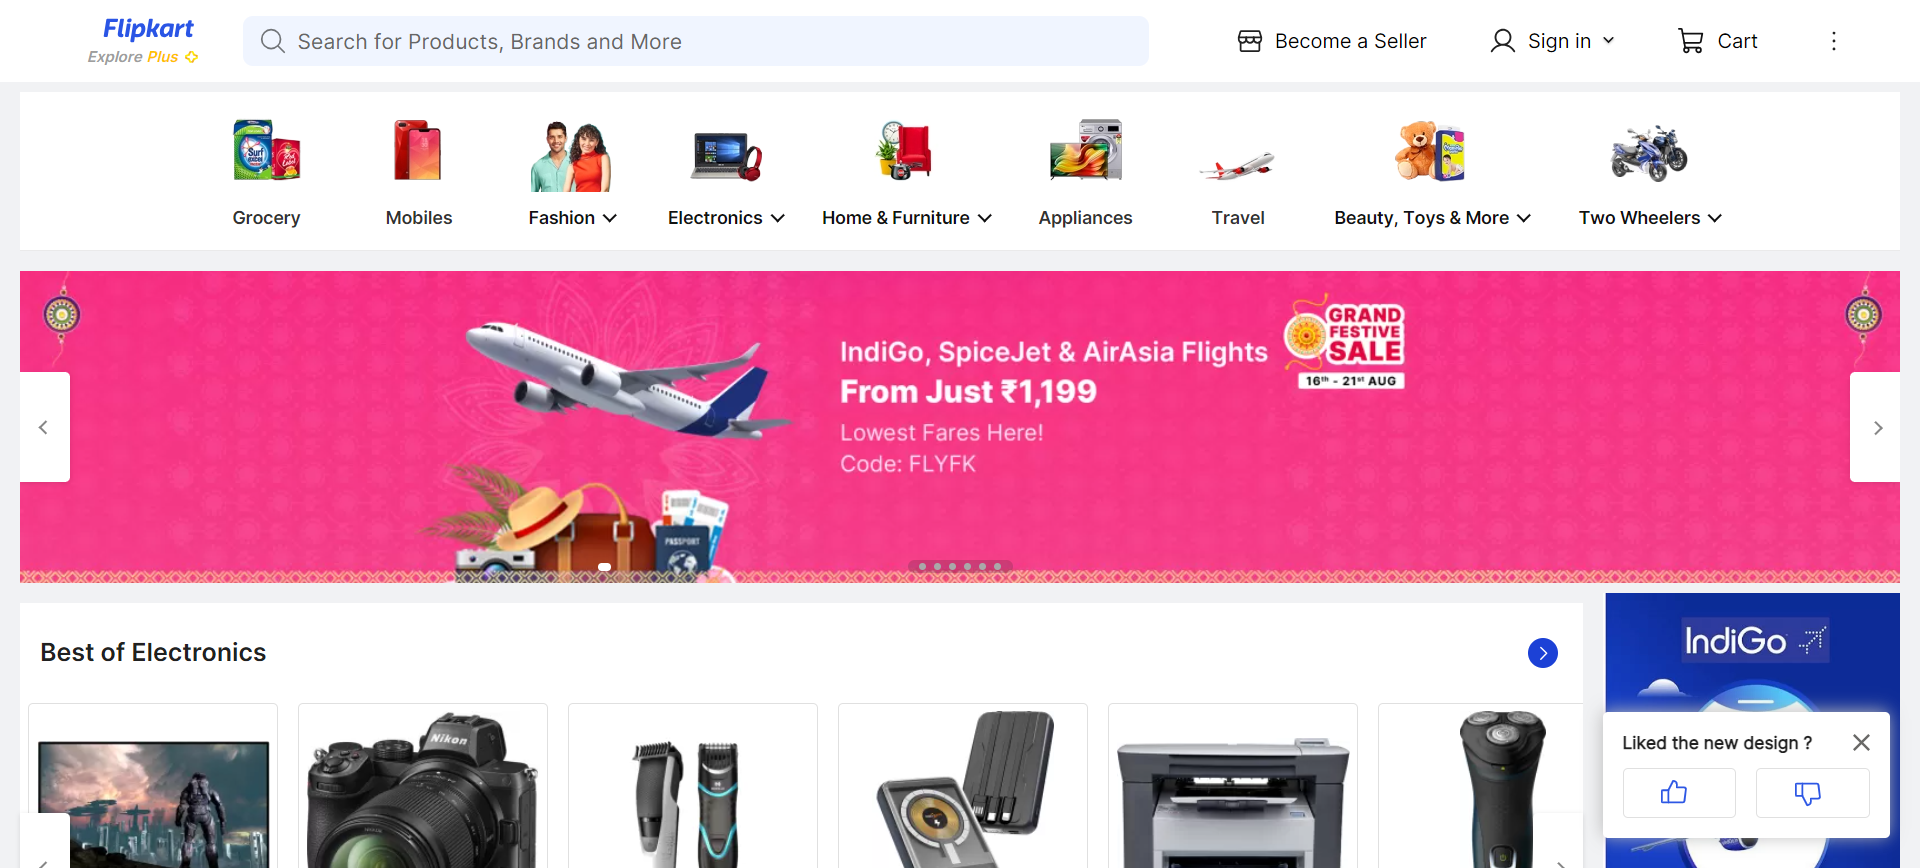 Flipkart
Explore Plus
Search for Products, Brands and More
Become a Seller
Sign in
Cart
Surf excel
Grocery
Mobiles
Fashion
Electronics
Home & Furniture
Appliances
Travel
Beauty, Toys & More
Two Wheelers
IndiGo, SpiceJet & AirAsia Flights
From Just ₹1,199
Lowest Fares Here!
Code: FLYFK
GRAND
FESTIVE
SALE
16th - 21st AUG
PASSPORT
Best of Electronics
IndiGo
Nikon
Liked the new design ?